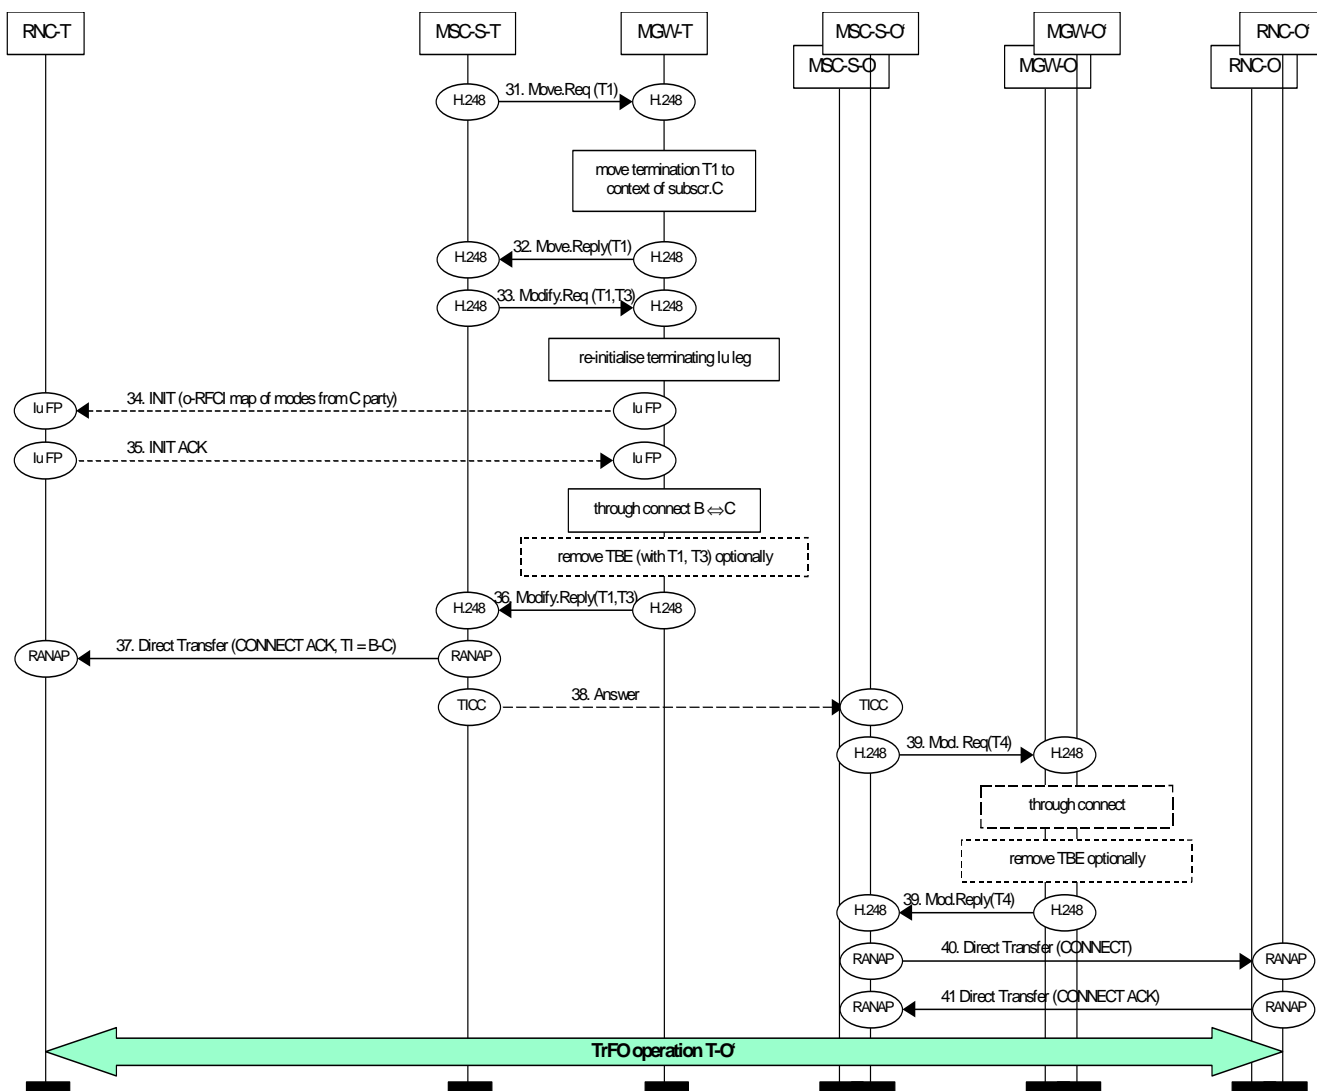 RNC-T
MSC-S-T
MGW-T
MSC-S-O'
MGW-O'
RNC-O'
MSC-S-O
MGW-O
RNC-O
H.248
31. Move.Req (T1)
H.248
move termination T1 to
context of subscr.C
H.248
32. Move.Reply(T1)
H.248
H.248
33. Modify.Req (T1,T3)
H.248
re-initialise terminating Iu leg
Iu FP
34. INIT (o-RFCI map of modes from C party)
Iu FP
Iu FP
35. INIT ACK
Iu FP
through connect B ⇔ C
remove TBE (with T1, T3) optionally
H.248
36. Modify.Reply(T1,T3)
H.248
RANAP
37. Direct Transfer (CONNECT ACK, TI = B-C)
RANAP
TICC
38. Answer
TICC
H.248
39. Mod. Req(T4)
H.248
through connect
remove TBE optionally
H.248
39. Mod.Reply(T4)
H.248
RANAP
40. Direct Transfer (CONNECT)
RANAP
RANAP
41 Direct Transfer (CONNECT ACK)
RANAP
TrFO operation T-O'